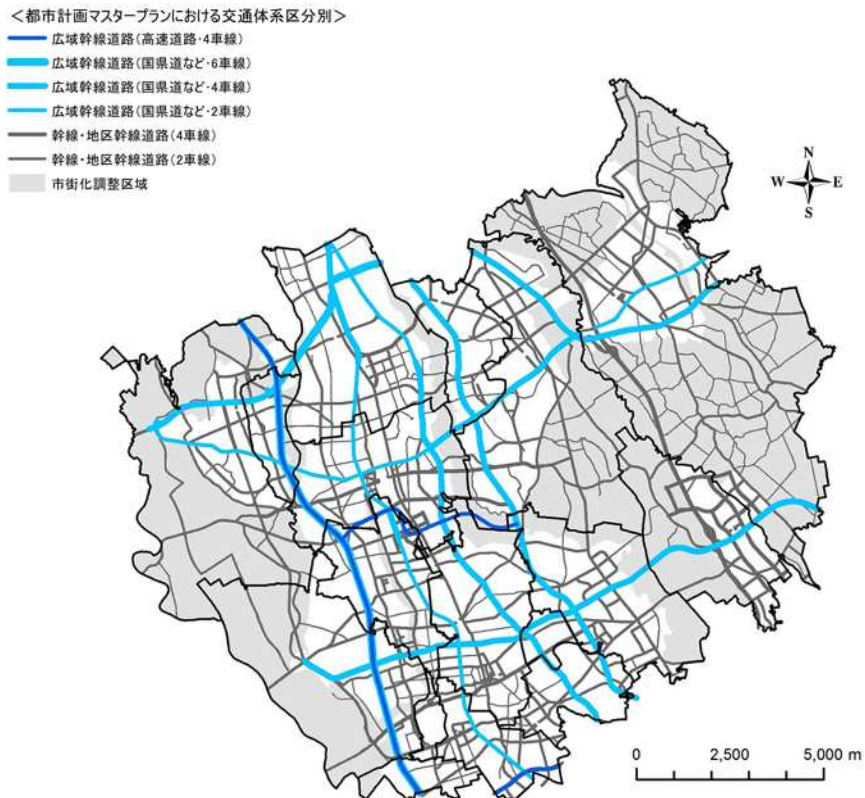 ＜都市計画マスタープランにおける交通体系区分別＞
広域幹線道路(高速道路・4車線)
広域幹線道路(国県道など・6車線)
広域幹線道路(国県道など・4車線)
広域幹線道路(国県道など・2車線)
幹線・地区幹線道路(4車線)
幹線・地区幹線道路(2車線)
市街化調整区域
N
W E
S
0 2,500 5,000 m